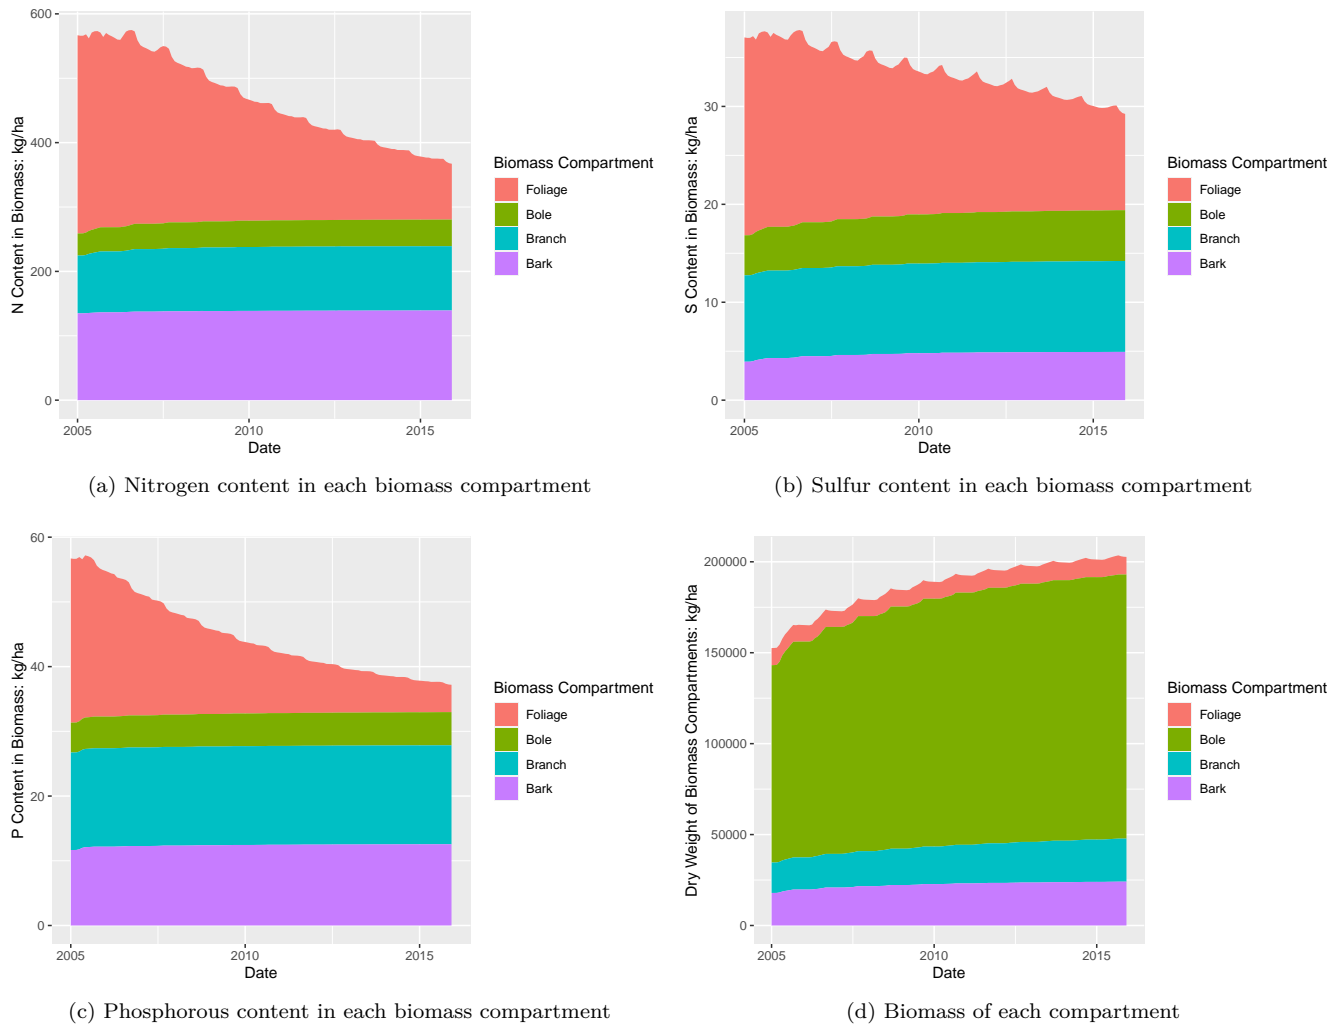 N Content in Biomass: kg/ha
600
400
200
0
2005
2010
2015
Date
Biomass Compartment
Foliage
Bole
Branch
Bark
(a) Nitrogen content in each biomass compartment
S Content in Biomass: kg/ha
30
20
10
0
2005
2010
2015
Date
Biomass Compartment
Foliage
Bole
Branch
Bark
(b) Sulfur content in each biomass compartment
P Content in Biomass: kg/ha
60
40
20
0
2005
2010
2015
Date
Biomass Compartment
Foliage
Bole
Branch
Bark
(c) Phosphorous content in each biomass compartment
Dry Weight of Biomass Compartments: kg/ha
200000
150000
100000
50000
0
2005
2010
2015
Date
Biomass Compartment
Foliage
Bole
Branch
Bark
(d) Biomass of each compartment